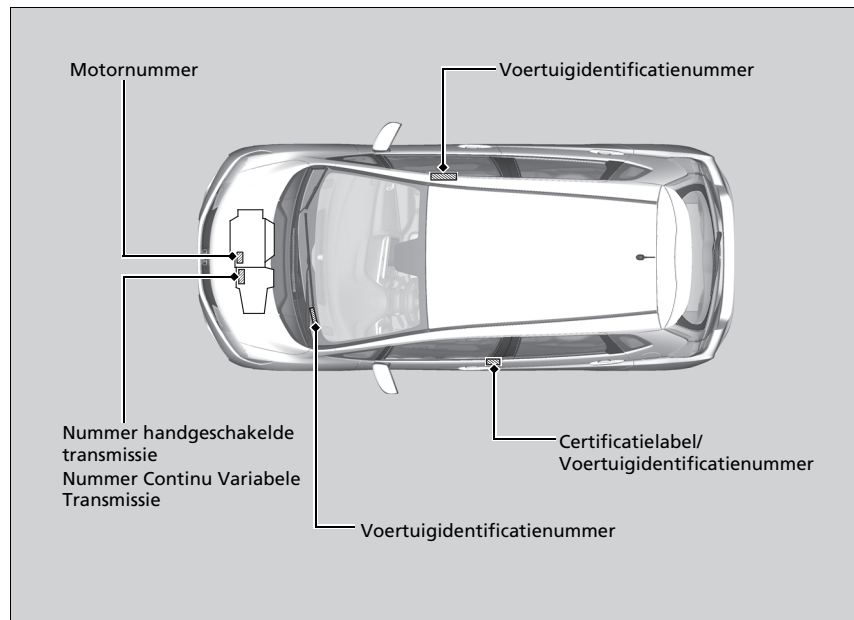 Motornummer
Voertuigidentificatienummer
Nummer handgeschakelde
transmissie
Nummer Continu Variabele
Transmissie
Certificatielabel/
Voertuigidentificatienummer
Voertuigidentificatienummer